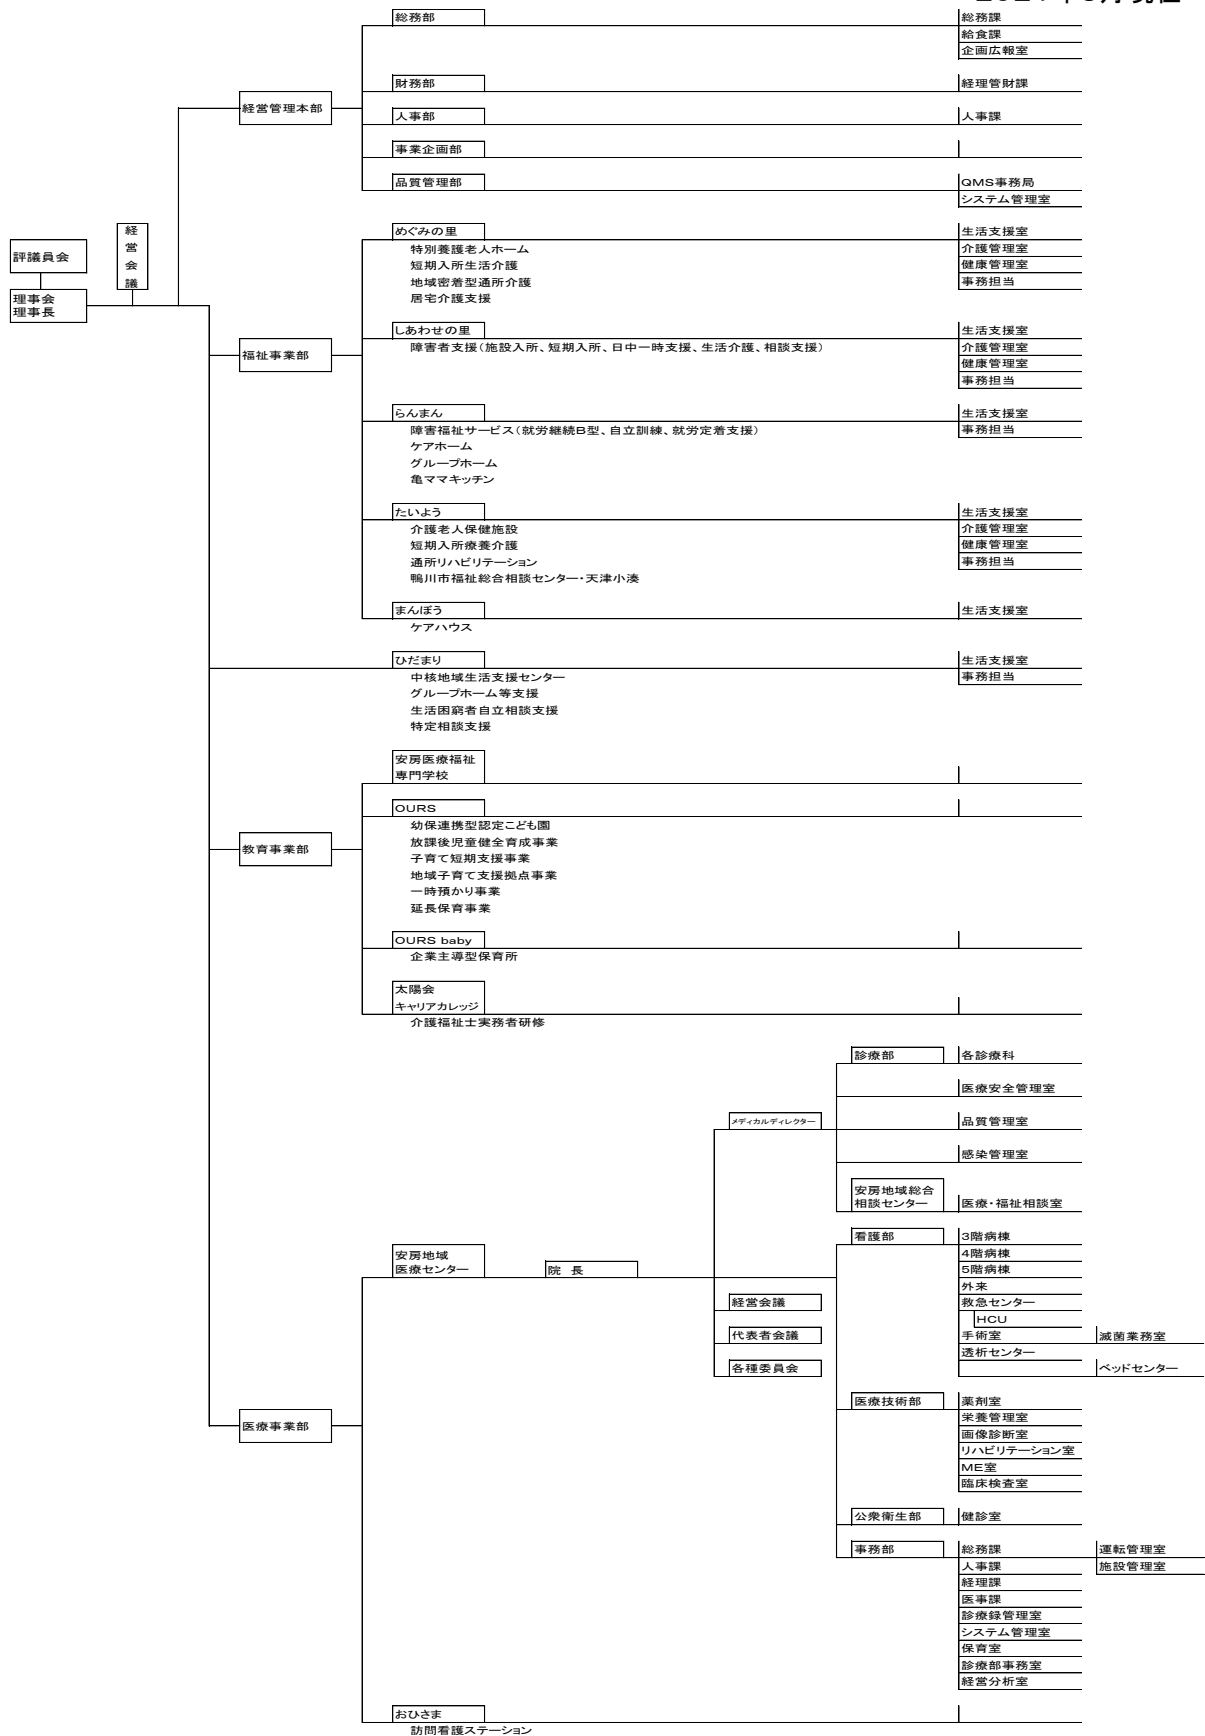 総務部 総務課
給食課
企画広報室
財務部 経理管財課
経営管理本部
人事部 人事課
事業企画部
品質管理部 QMS事務局
システム管理室
評議員会
理事会
理事長
経営会議
めぐみの里 生活支援室
特別養護老人ホーム 介護管理室
短期入所生活介護 健康管理室
地域密着型通所介護 事務担当
居宅介護支援
福祉事業部
しあわせの里 生活支援室
障害者支援(施設入所、短期入所、日中一時支援、生活介護、相談支援) 介護管理室
健康管理室
事務担当
らんまん 生活支援室
障害福祉サービス(就労継続B型、自立訓練、就労定着支援) 事務担当
ケアホーム
グループホーム
亀ママキッチン
たいよう 生活支援室
介護老人保健施設 介護管理室
短期入所療養介護 健康管理室
通所リハビリテーション 事務担当
鴨川市福祉総合相談センター・天津小湊
まんぼう 生活支援室
ケアハウス
ひだまり 生活支援室
中核地域生活支援センター 事務担当
グループホーム等支援
生活困窮者自立相談支援
特定相談支援
安房医療福祉
専門学校
OURS
幼保連携型認定こども園
放課後児童健全育成事業
教育事業部
子育て短期支援事業
地域子育て支援拠点事業
一時預かり事業
延長保育事業
OURS baby
企業主導型保育所
太陽会
キャリアカレッジ
介護福祉士実務者研修
診療部 各診療科
医療安全管理室
メディカルディレクター 品質管理室
感染管理室
安房地域総合
相談センター 医療・福祉相談室
看護部 3階病棟
4階病棟
5階病棟
外来
救急センター
HCU
手術室 滅菌業務室
透析センター
ベッドセンター
安房地域
医療センター
院 長
経営会議
代表者会議
各種委員会
医療事業部
医療技術部 薬剤室
栄養管理室
画像診断室
リハビリテーション室
ME室
臨床検査室
公衆衛生部 健診室
事務部 総務課 運転管理室
人事課 施設管理室
経理課
医事課
診療録管理室
システム管理室
保育室
診療部事務室
経営分析室
おひさま
訪問看護ステーション